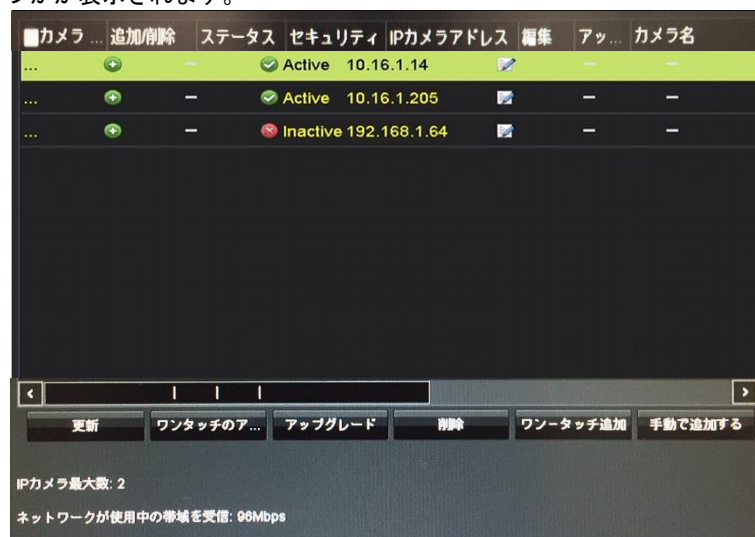 カメラ ... 追加/削除 ステータス セキュリティ IPカメラアドレス 編集 アッ... カメラ名
... — Active 10.16.1.14 — —
... — Active 10.16.1.205 — —
... — Inactive 192.168.1.64 — —
更新 ワンタッチのア... アップグレード 削除 ワンータッチ追加 手動で追加する
IPカメラ最大数: 2
ネットワークが使用中の帯域を受信: 96Mbps